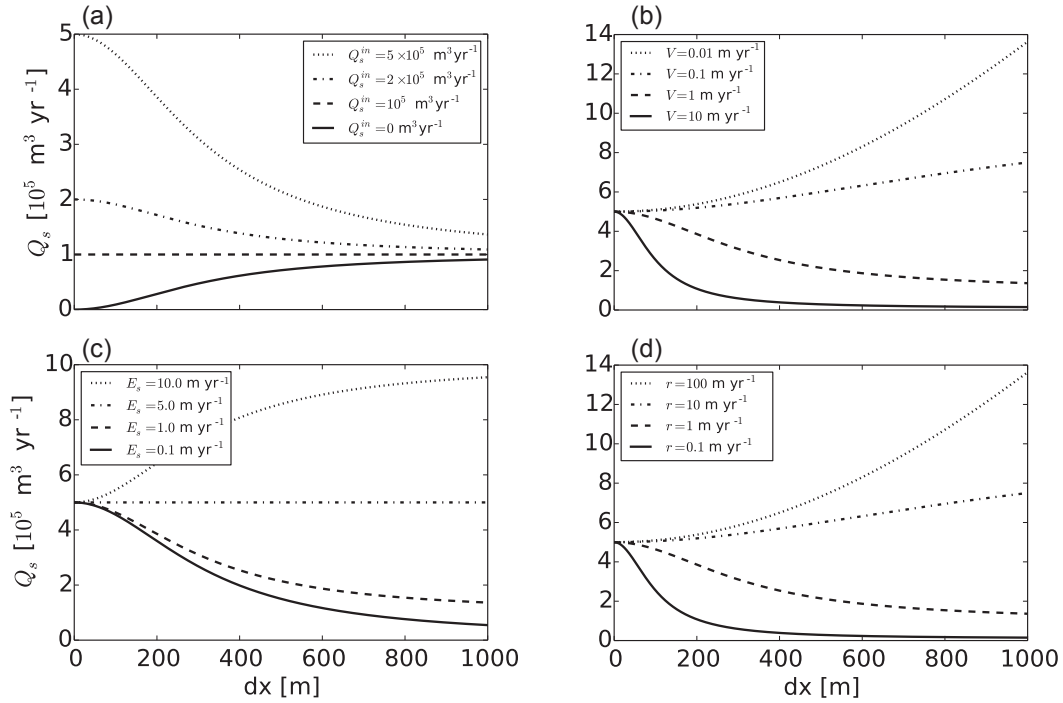 (a)
5
4
3
2
1
0
Q_s [10^5 m^3 yr^-1]
Q_s^in = 5 × 10^5 m^3yr^-1
Q_s^in = 2 × 10^5 m^3yr^-1
Q_s^in = 10^5 m^3yr^-1
Q_s^in = 0 m^3yr^-1
(b)
14
12
10
8
6
4
2
0
V = 0.01 m yr^-1
V = 0.1 m yr^-1
V = 1 m yr^-1
V = 10 m yr^-1
(c)
10
8
6
4
2
0
Q_s [10^5 m^3 yr^-1]
E_s = 10.0 m yr^-1
E_s = 5.0 m yr^-1
E_s = 1.0 m yr^-1
E_s = 0.1 m yr^-1
0 200 400 600 800 1000
dx [m]
(d)
14
12
10
8
6
4
2
0
r = 100 m yr^-1
r = 10 m yr^-1
r = 1 m yr^-1
r = 0.1 m yr^-1
0 200 400 600 800 1000
dx [m]